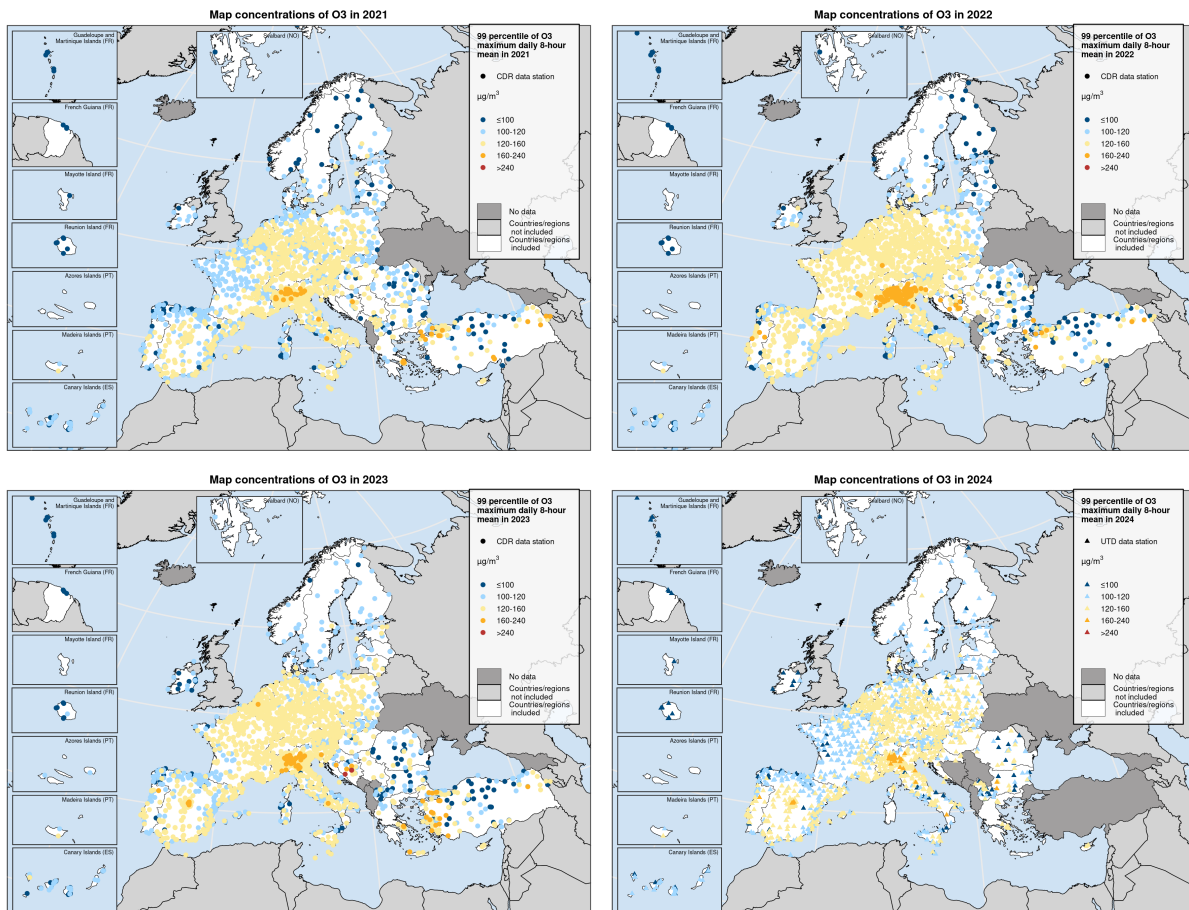 Map concentrations of O3 in 2021
Guadeloupe and
Martinique Islands (FR)
French Guiana (FR)
Mayotte Island (FR)
Reunion Island (FR)
Azores Islands (PT)
Madeira Islands (PT)
Canary Islands (ES)
Svalbard (NO)
99 percentile of O3
maximum daily 8-hour
mean in 2021
CDR data station
µg/m³
≤100
100-120
120-160
160-240
>240
No data
Countries/regions
not included
Countries/regions
included
Map concentrations of O3 in 2022
Guadeloupe and
Martinique Islands (FR)
French Guiana (FR)
Mayotte Island (FR)
Reunion Island (FR)
Azores Islands (PT)
Madeira Islands (PT)
Canary Islands (ES)
Svalbard (NO)
99 percentile of O3
maximum daily 8-hour
mean in 2022
CDR data station
µg/m³
≤100
100-120
120-160
160-240
>240
No data
Countries/regions
not included
Countries/regions
included
Map concentrations of O3 in 2023
Guadeloupe and
Martinique Islands (FR)
French Guiana (FR)
Mayotte Island (FR)
Reunion Island (FR)
Azores Islands (PT)
Madeira Islands (PT)
Canary Islands (ES)
Svalbard (NO)
99 percentile of O3
maximum daily 8-hour
mean in 2023
CDR data station
µg/m³
≤100
100-120
120-160
160-240
>240
No data
Countries/regions
not included
Countries/regions
included
Map concentrations of O3 in 2024
Guadeloupe and
Martinique Islands (FR)
French Guiana (FR)
Mayotte Island (FR)
Reunion Island (FR)
Azores Islands (PT)
Madeira Islands (PT)
Canary Islands (ES)
Svalbard (NO)
99 percentile of O3
maximum daily 8-hour
mean in 2024
UTD data station
µg/m³
≤100
100-120
120-160
160-240
>240
No data
Countries/regions
not included
Countries/regions
included